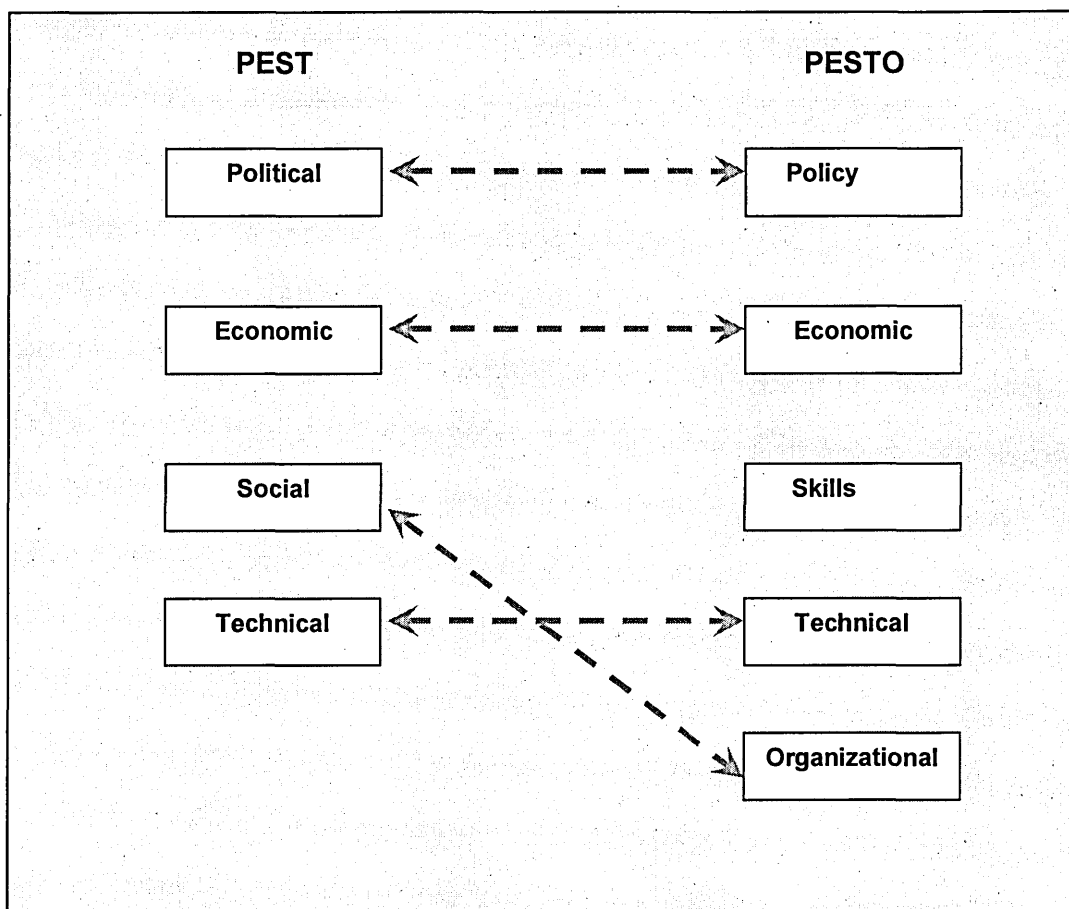 PEST PESTO
Political Policy
Economic Economic
Social Skills
Technical Technical
Organizational